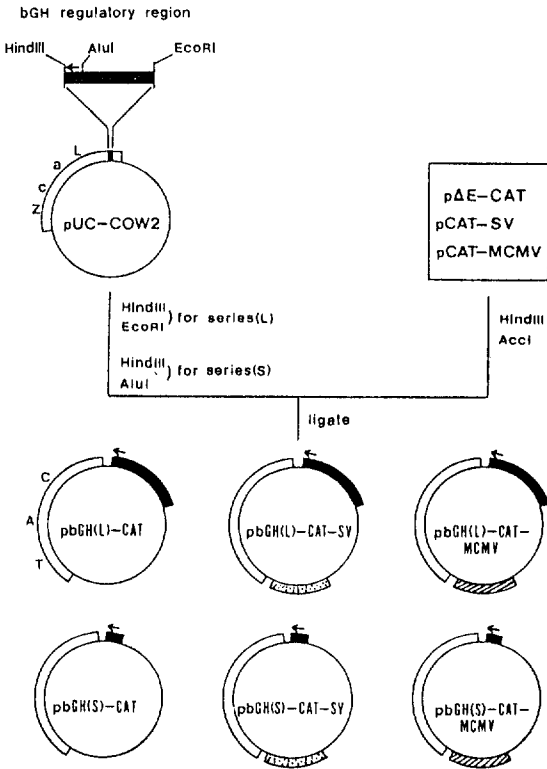 bGH regulatory region
HindIII
AluI
EcoRI
L
a
c
Z
pUC-COW2
pΔE-CAT
pCAT-SV
pCAT-MCMV
HindIII
EcoRI ) for series(L)
HindIII
AluI ) for series(S)
HindIII
AccI
ligate
C
A
T
pbGH(L)-CAT
pbGH(L)-CAT-SV
pbGH(L)-CAT-
MCMV
pbGH(S)-CAT
pbGH(S)-CAT-SV
pbGH(S)-CAT-
MCMV